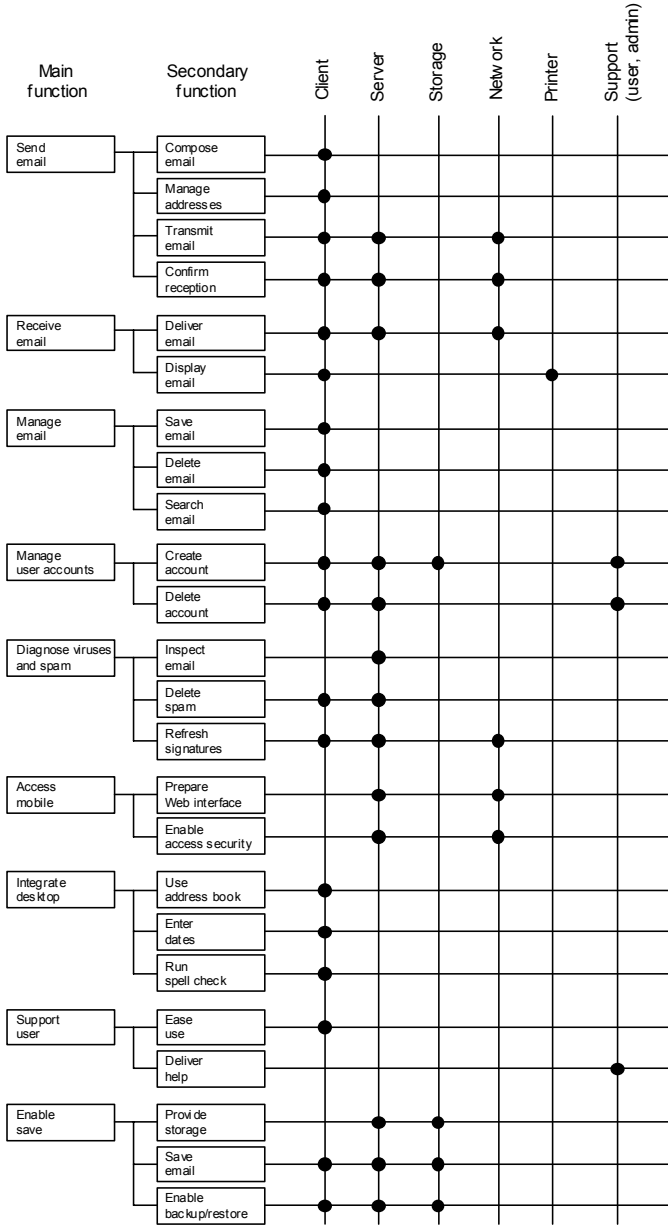 Main
function
Secondary
function
Client
Server
Storage
Network
Printer
Support
(user, admin)
Send
email
Compose
email
Manage
addresses
Transmit
email
Confirm
reception
Receive
email
Deliver
email
Display
email
Manage
email
Save
email
Delete
email
Search
email
Manage
user accounts
Create
account
Delete
account
Diagnose viruses
and spam
Inspect
email
Delete
spam
Refresh
signatures
Access
mobile
Prepare
Web interface
Enable
access security
Integrate
desktop
Use
address book
Enter
dates
Run
spell check
Support
user
Ease
use
Deliver
help
Enable
save
Provide
storage
Save
email
Enable
backup/restore